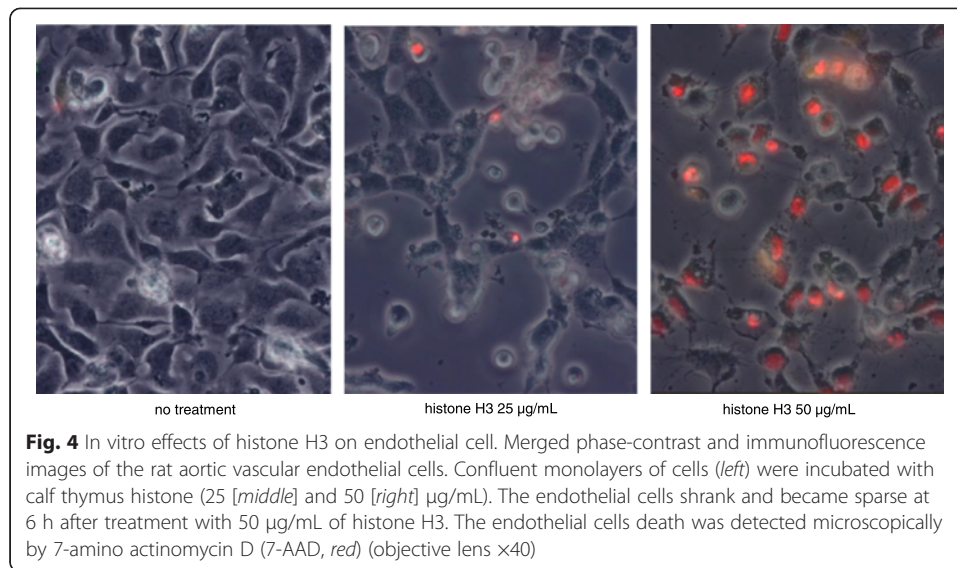 no treatment
histone H3 25 µg/mL
histone H3 50 µg/mL
Fig. 4 In vitro effects of histone H3 on endothelial cell. Merged phase-contrast and immunofluorescence
images of the rat aortic vascular endothelial cells. Confluent monolayers of cells (left) were incubated with
calf thymus histone (25 [middle] and 50 [right] µg/mL). The endothelial cells shrank and became sparse at
6 h after treatment with 50 µg/mL of histone H3. The endothelial cells death was detected microscopically
by 7-amino actinomycin D (7-AAD, red) (objective lens ×40)